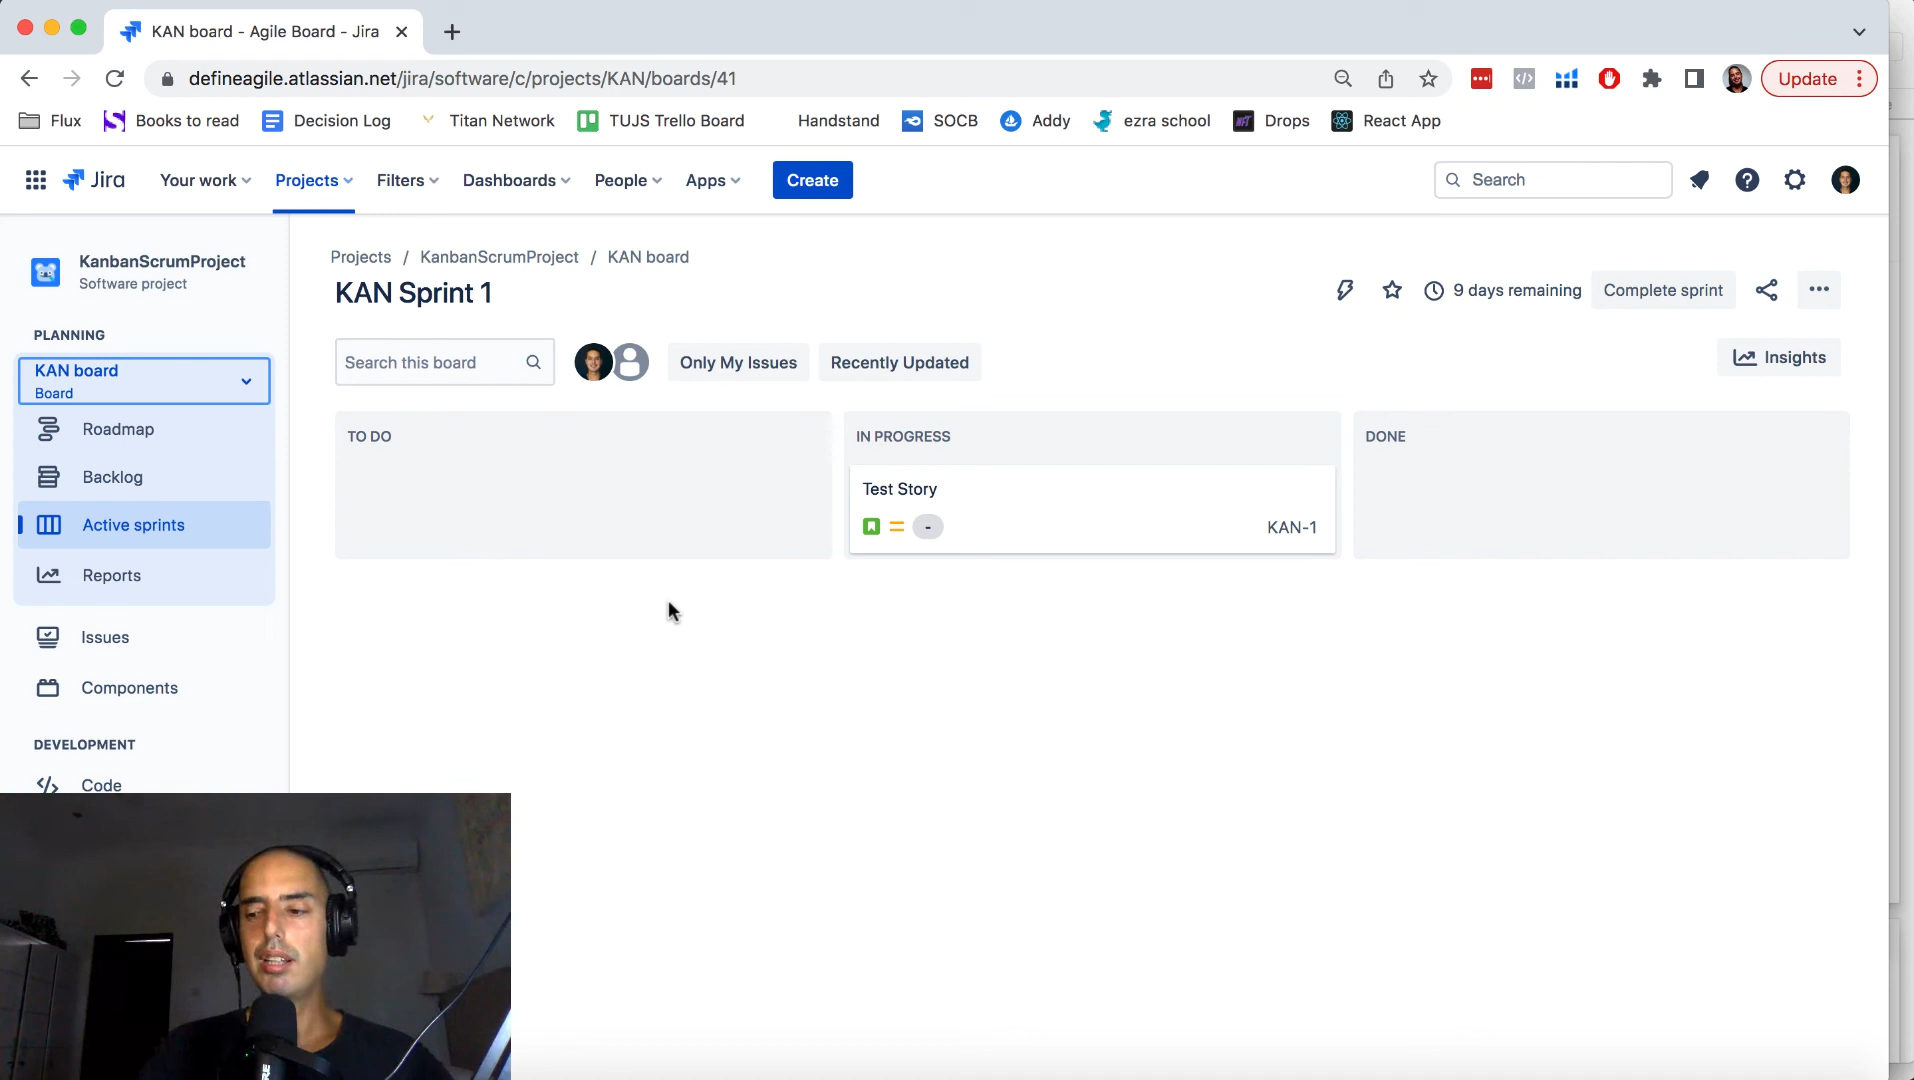 KAN board - Agile Board - Jira
defineagile.atlassian.net/jira/software/c/projects/KAN/boards/41
Update
Flux
Books to read
Decision Log
Titan Network
TUJS Trello Board
Handstand
SOCB
Addy
ezra school
Drops
React App
Jira
Your work
Projects
Filters
Dashboards
People
Apps
Create
Search
KanbanScrumProject
Software project
Projects / KanbanScrumProject / KAN board
KAN Sprint 1
9 days remaining
Complete sprint
PLANNING
KAN board
Board
Search this board
Only My Issues
Recently Updated
Insights
Roadmap
Backlog
Active sprints
Reports
Issues
Components
DEVELOPMENT
Code
TO DO
IN PROGRESS
DONE
Test Story
-
KAN-1